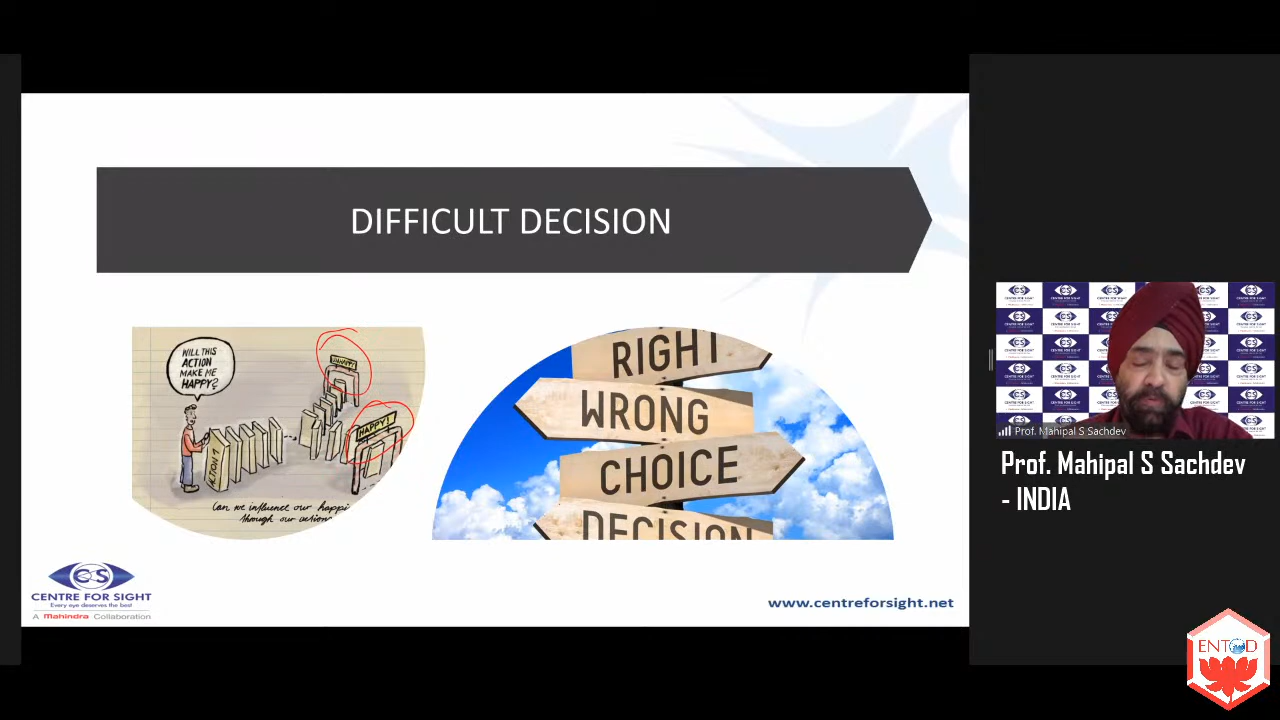 DIFFICULT DECISION
WILL THIS
ACTION
MAKE ME
HAPPY?
HAPPY!
Can we influence our happi
through our action
RIGHT
WRONG
CHOICE
DECISION
CS
CENTRE FOR SIGHT
Every eye deserves the best
A Mahindra Collaboration
www.centreforsight.net
Prof. Mahipal S Sachdev
Prof. Mahipal S Sachdev
- INDIA
ENTOD